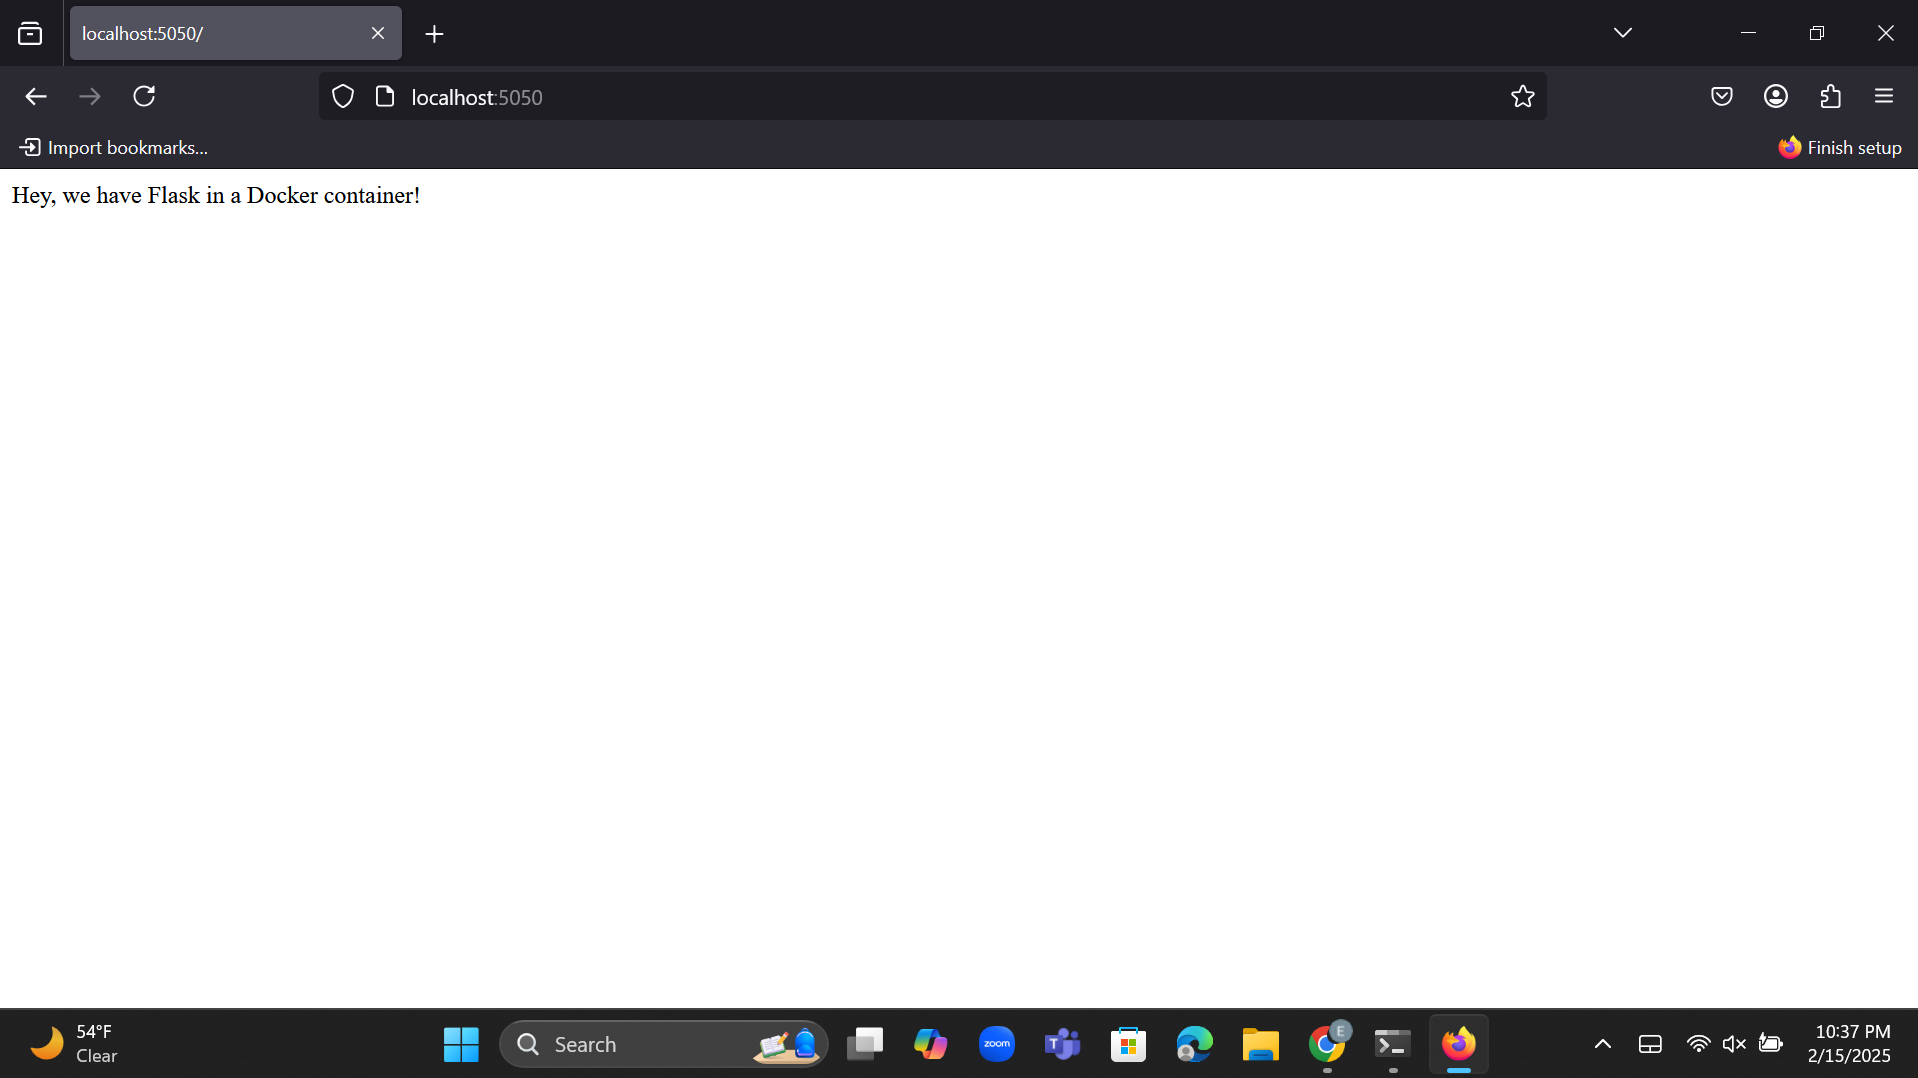 localhost:5050/
localhost:5050
Import bookmarks...
Finish setup
Hey, we have Flask in a Docker container!
54°F
Clear
Search
zoom
T
E
10:37 PM
2/15/2025